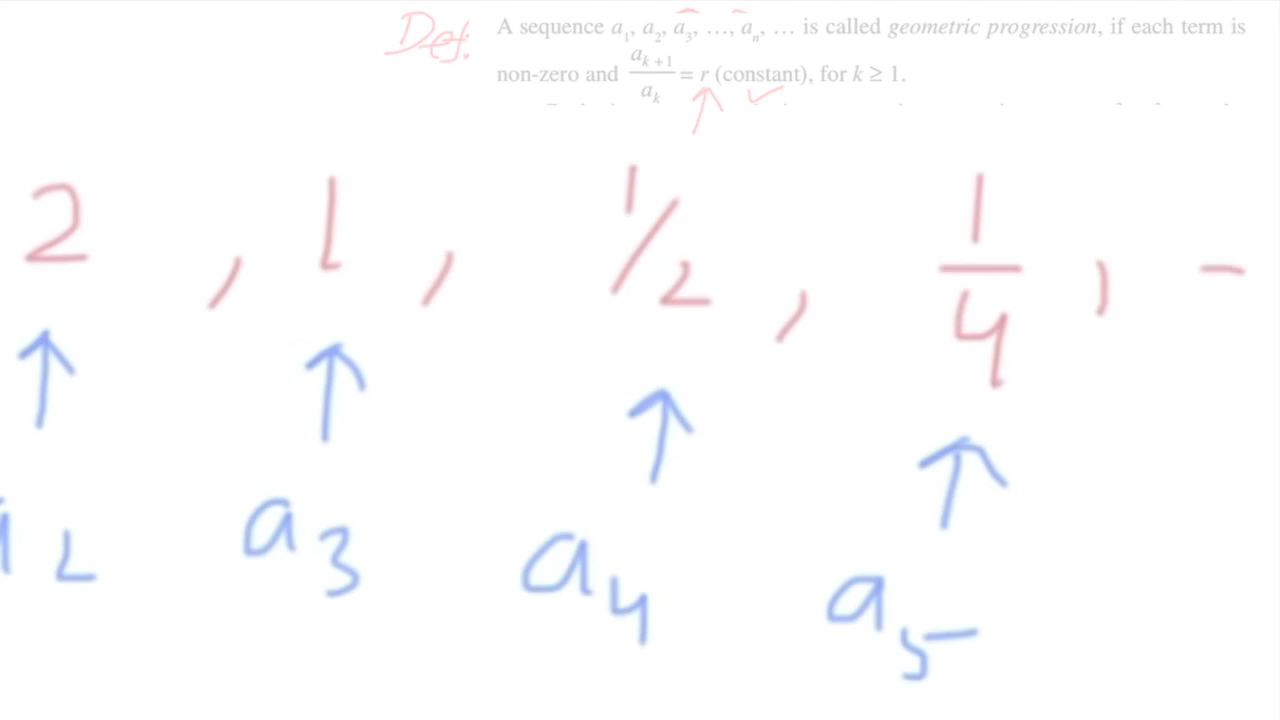 Def: A sequence a₁, a₂, a₃, …, aₙ, … is called geometric progression, if each term is
non-zero and aₖ₊₁/aₖ = r (constant), for k ≥ 1.
2 , 1 , 1/2 , 1/4 , -
a₂ a₃ a₄ a₅